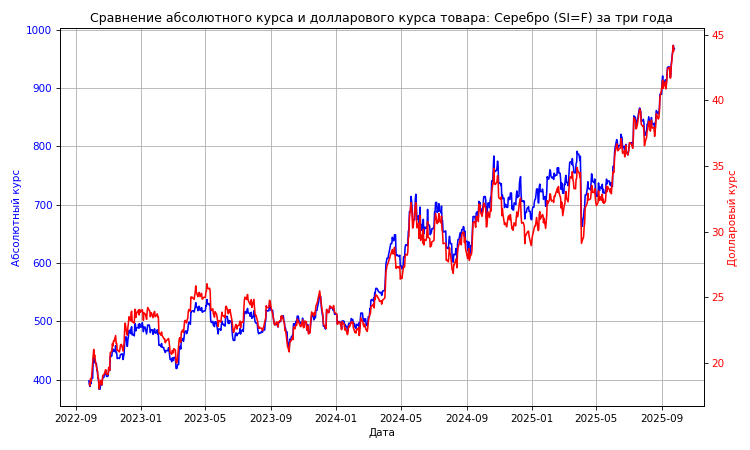 Сравнение абсолютного курса и долларового курса товара: Серебро (SI=F) за три года
1000
900
800
700
600
500
400
Абсолютный курс
45
40
35
30
25
20
Долларовый курс
2022-09 2023-01 2023-05 2023-09 2024-01 2024-05 2024-09 2025-01 2025-05 2025-09
Дата